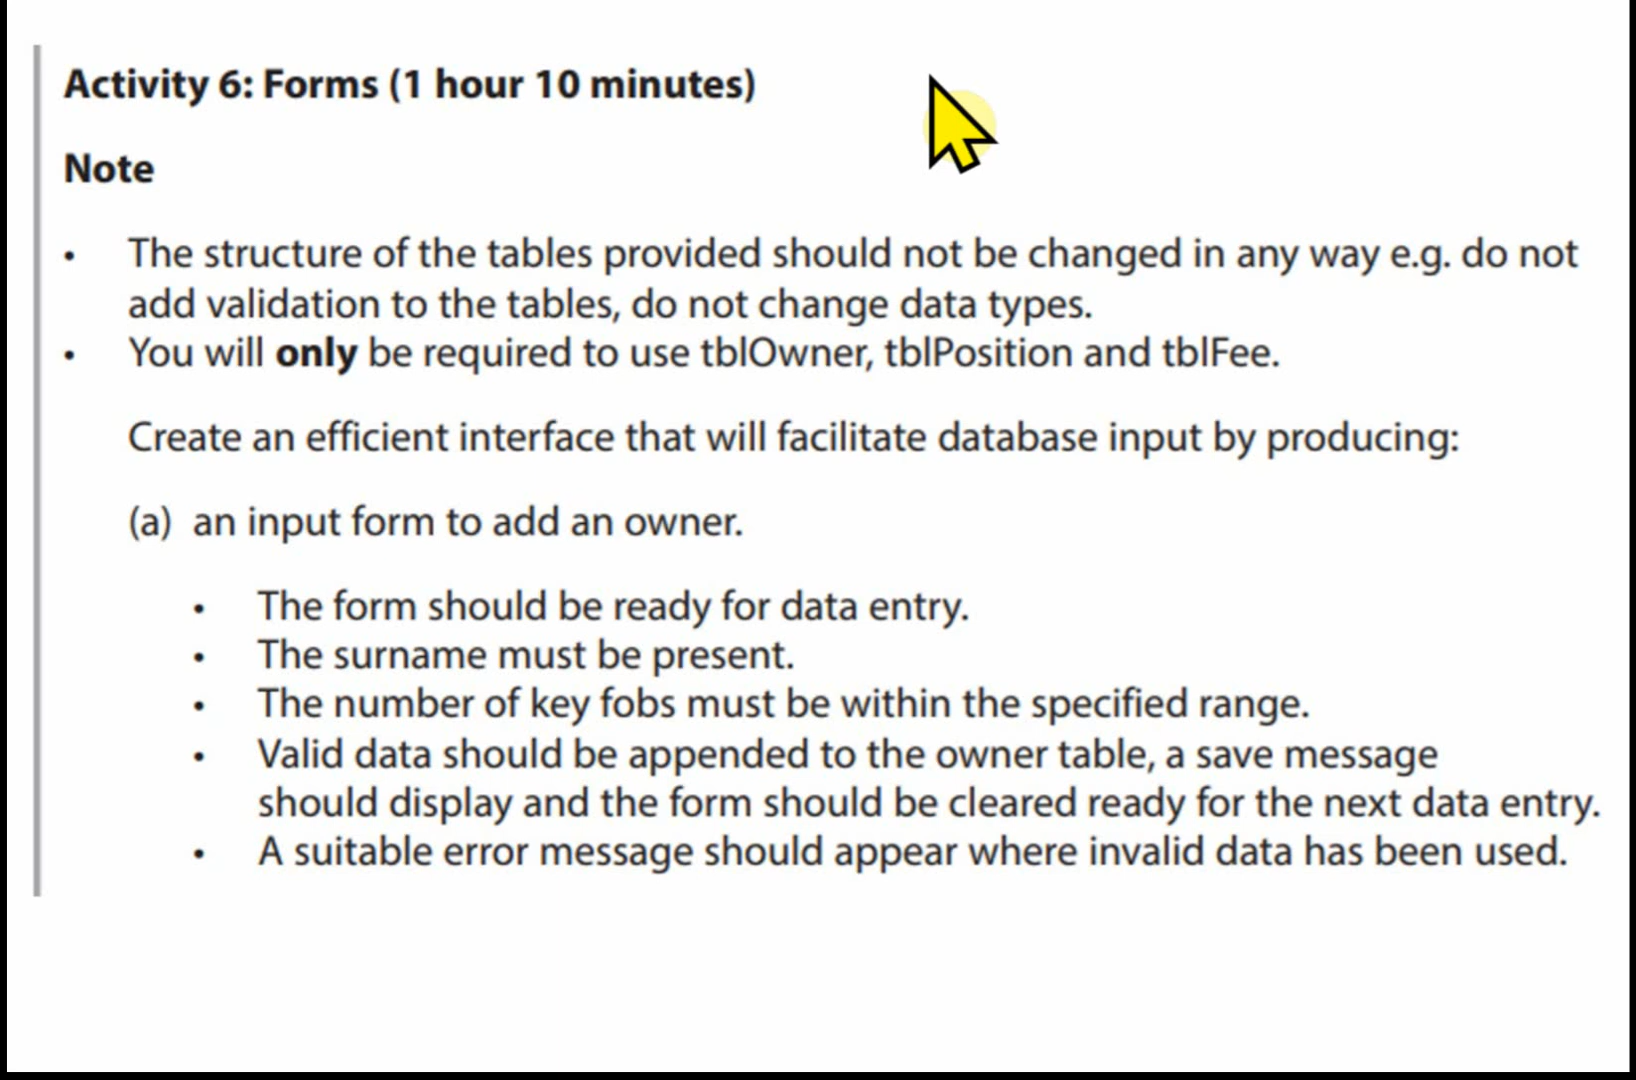 Activity 6: Forms (1 hour 10 minutes)
Note
• The structure of the tables provided should not be changed in any way e.g. do not
add validation to the tables, do not change data types.
• You will only be required to use tblOwner, tblPosition and tblFee.
Create an efficient interface that will facilitate database input by producing:
(a) an input form to add an owner.
• The form should be ready for data entry.
• The surname must be present.
• The number of key fobs must be within the specified range.
• Valid data should be appended to the owner table, a save message
should display and the form should be cleared ready for the next data entry.
• A suitable error message should appear where invalid data has been used.